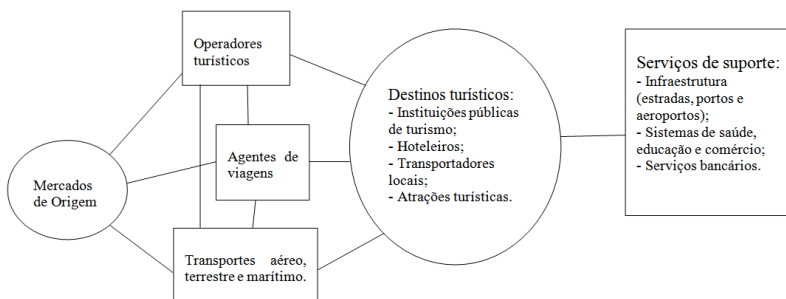 Operadores
turísticos
Agentes de
viagens
Mercados
de Origem
Transportes aéreo,
terrestre e marítimo.
Destinos turísticos:
- Instituições públicas
de turismo;
- Hoteleiros;
- Transportadores
locais;
- Atrações turísticas.
Serviços de suporte:
- Infraestrutura
(estradas, portos e
aeroportos);
- Sistemas de saúde,
educação e comércio;
- Serviços bancários.